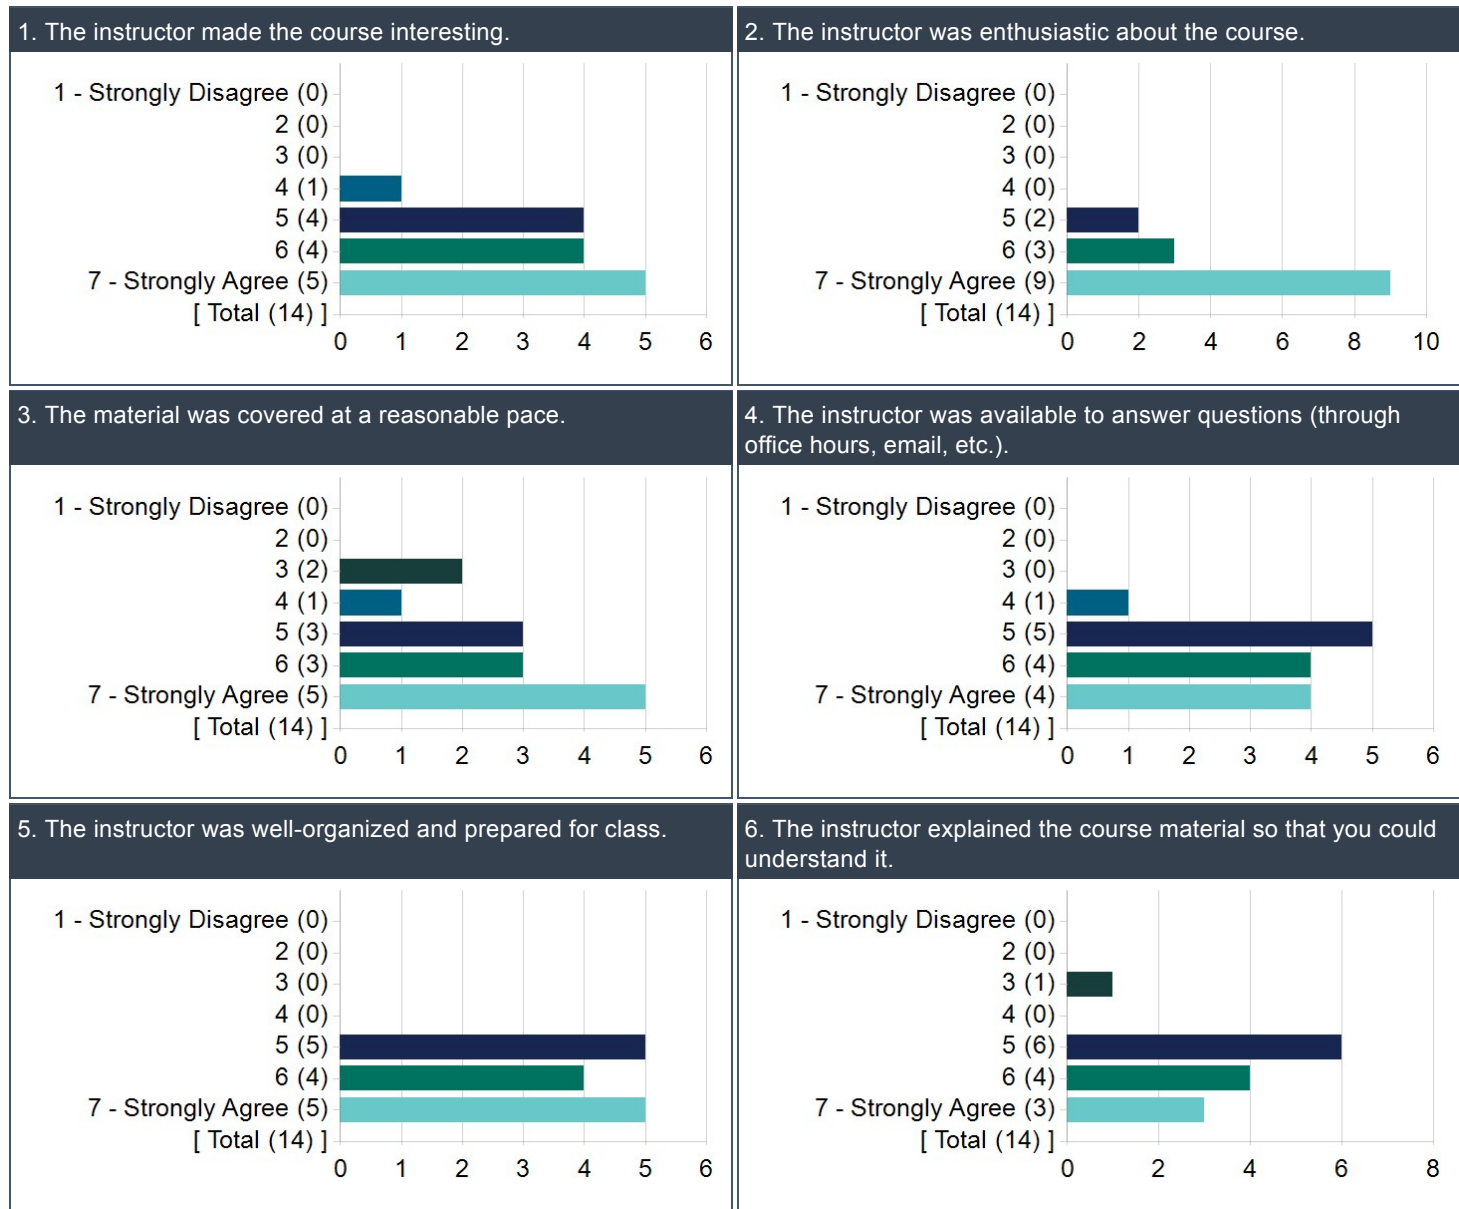 1. The instructor made the course interesting.
1 - Strongly Disagree (0)
2 (0)
3 (0)
4 (1)
5 (4)
6 (4)
7 - Strongly Agree (5)
[ Total (14) ]
0 1 2 3 4 5 6
2. The instructor was enthusiastic about the course.
1 - Strongly Disagree (0)
2 (0)
3 (0)
4 (0)
5 (2)
6 (3)
7 - Strongly Agree (9)
[ Total (14) ]
0 2 4 6 8 10
3. The material was covered at a reasonable pace.
1 - Strongly Disagree (0)
2 (0)
3 (2)
4 (1)
5 (3)
6 (3)
7 - Strongly Agree (5)
[ Total (14) ]
0 1 2 3 4 5 6
4. The instructor was available to answer questions (through
office hours, email, etc.).
1 - Strongly Disagree (0)
2 (0)
3 (0)
4 (1)
5 (5)
6 (4)
7 - Strongly Agree (4)
[ Total (14) ]
0 1 2 3 4 5 6
5. The instructor was well-organized and prepared for class.
1 - Strongly Disagree (0)
2 (0)
3 (0)
4 (0)
5 (5)
6 (4)
7 - Strongly Agree (5)
[ Total (14) ]
0 1 2 3 4 5 6
6. The instructor explained the course material so that you could
understand it.
1 - Strongly Disagree (0)
2 (0)
3 (1)
4 (0)
5 (6)
6 (4)
7 - Strongly Agree (3)
[ Total (14) ]
0 2 4 6 8